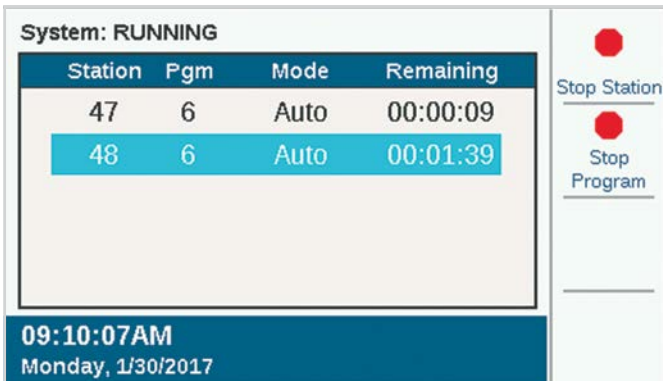 System: RUNNING
Station Pgm Mode Remaining
47 6 Auto 00:00:09
48 6 Auto 00:01:39
Stop Station
Stop
Program
09:10:07AM
Monday, 1/30/2017